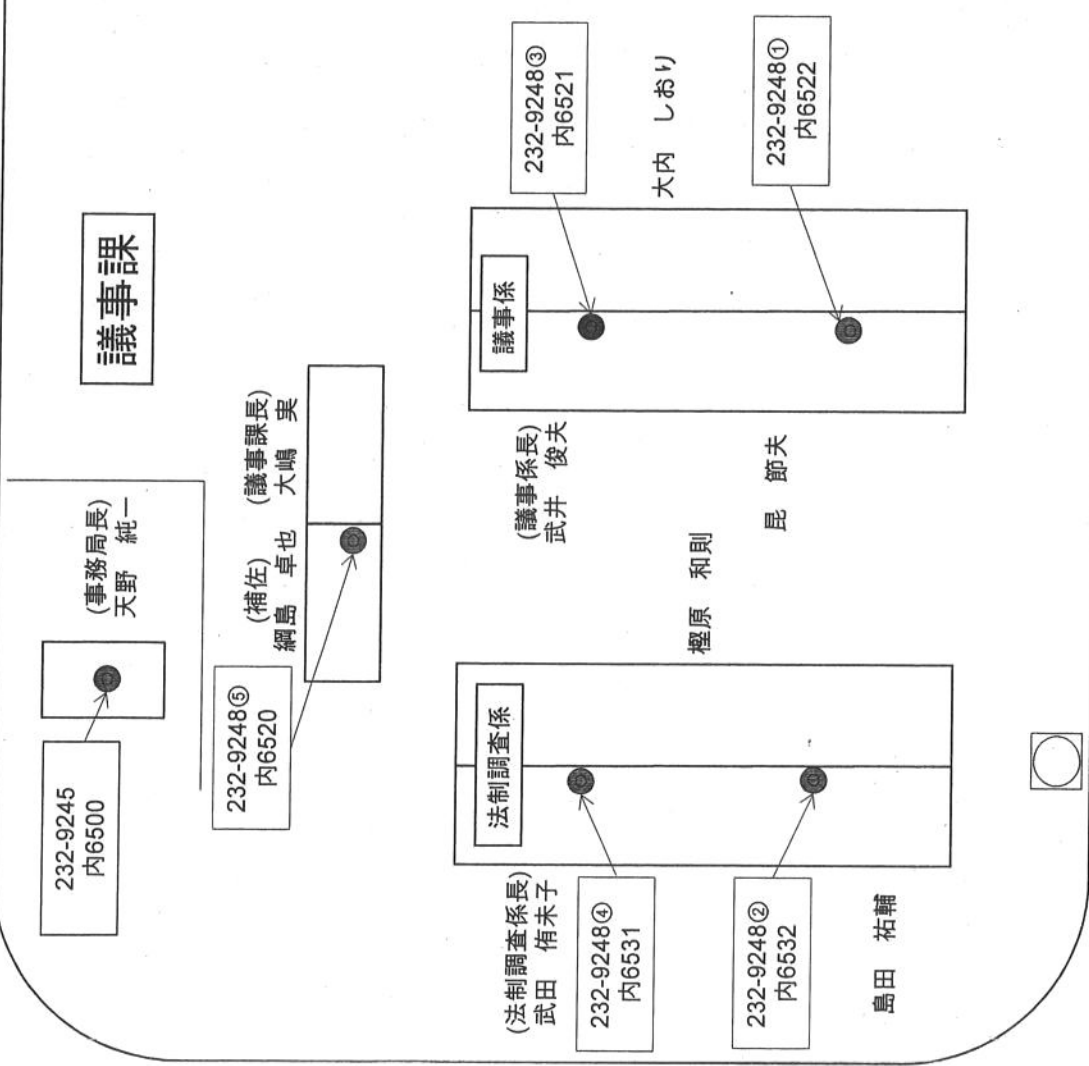 議事課
(事務局長)
天野 純一
232-9245
内6500
(議事課長)
大嶋 実
(補佐)
綱島 卓也
232-9248⑤
内6520
議事係
232-9248③
内6521
大内 しおり
232-9248①
内6522
(議事係長)
武井 俊夫
昆 節夫
樫原 和則
法制調査係
(法制調査係長)
武田 侑未子
232-9248④
内6531
232-9248②
内6532
島田 祐輔